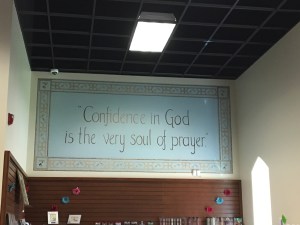 "Confidence in God
is the very soul of prayer."